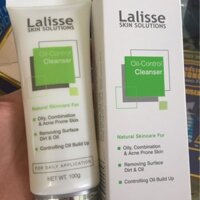 Lalisse
SKIN SOLUTIONS
Oil-Control
Cleanser
Natural Skincare For
Oily, Combination
& Acne Prone Skin
Removing Surface
Dirt & Oil
Controlling Oil Build Up
FOR DAILY APPLICATION
NET WT. 100g
Lalisse
SKIN SOLUTIONS
Oil-Control
Cleanser
Natural Skincare For
Oily, Combination
& Acne Prone Skin
Removing Surface
Dirt & Oil
Controlling Oil Build Up